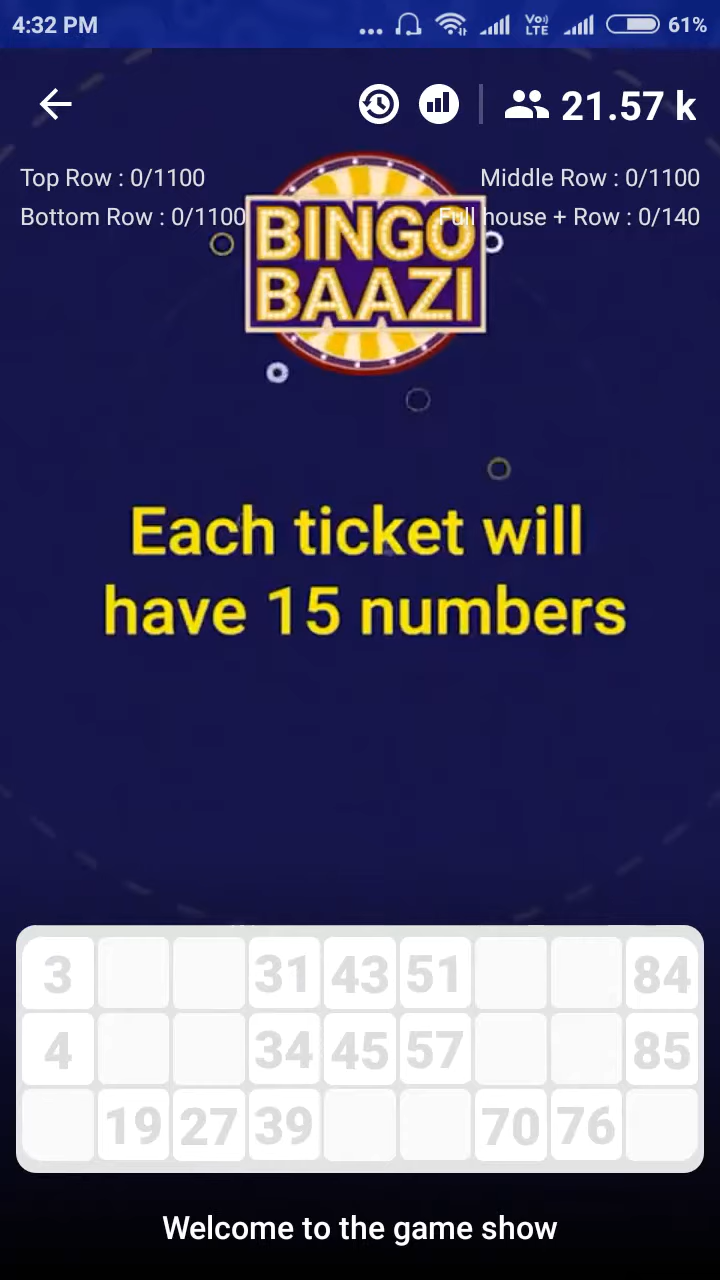 4:32 PM
... Vo)) LTE 61%
21.57 k
Top Row : 0/1100
Middle Row : 0/1100
Bottom Row : 0/1100
Full house + Row : 0/140
BINGO
BAAZI
Each ticket will
have 15 numbers
3 31 43 51 84
4 34 45 57 85
19 27 39 70 76
Welcome to the game show